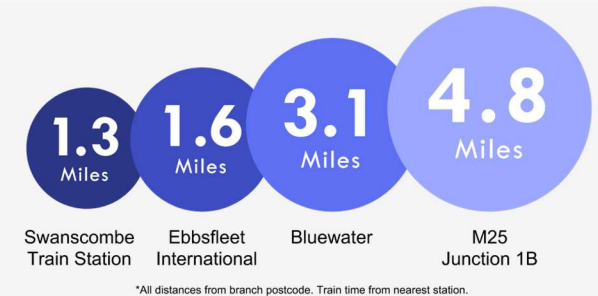 1.3
Miles
1.6
Miles
3.1
Miles
4.8
Miles
Swanscombe
Train Station
Ebbsfleet
International
Bluewater
M25
Junction 1B
*All distances from branch postcode. Train time from nearest station.